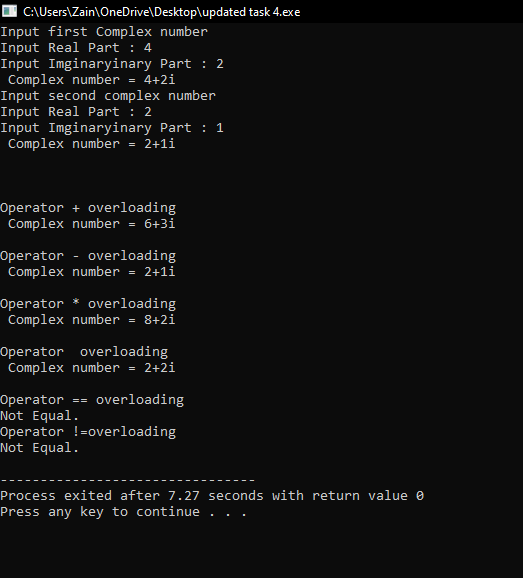 C:\Users\Zain\OneDrive\Desktop\updated task 4.exe
Input first Complex number
Input Real Part : 4
Input Imginaryinary Part : 2
 Complex number = 4+2i
Input second complex number
Input Real Part : 2
Input Imginaryinary Part : 1
 Complex number = 2+1i
Operator + overloading
 Complex number = 6+3i
Operator - overloading
 Complex number = 2+1i
Operator * overloading
 Complex number = 8+2i
Operator  overloading
 Complex number = 2+2i
Operator == overloading
Not Equal.
Operator !=overloading
Not Equal.
--------------------------------
Process exited after 7.27 seconds with return value 0
Press any key to continue . . .